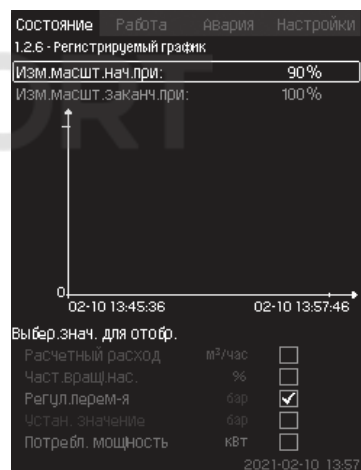 Состояние Работа Авария Настройки
1.2.6 - Регистрируемый график
Изм.масшт.нач.при: 90%
Изм.масшт.заканч.при: 100%
0
02-10 13:45:36 02-10 13:57:46
Выбер.знач. для отобр.
Расчетный расход м³/час
Част.вращ.нас. %
Регул.перем-я бар
Устан. значение бар
Потребл. мощность кВт
2021-02-10 13:57